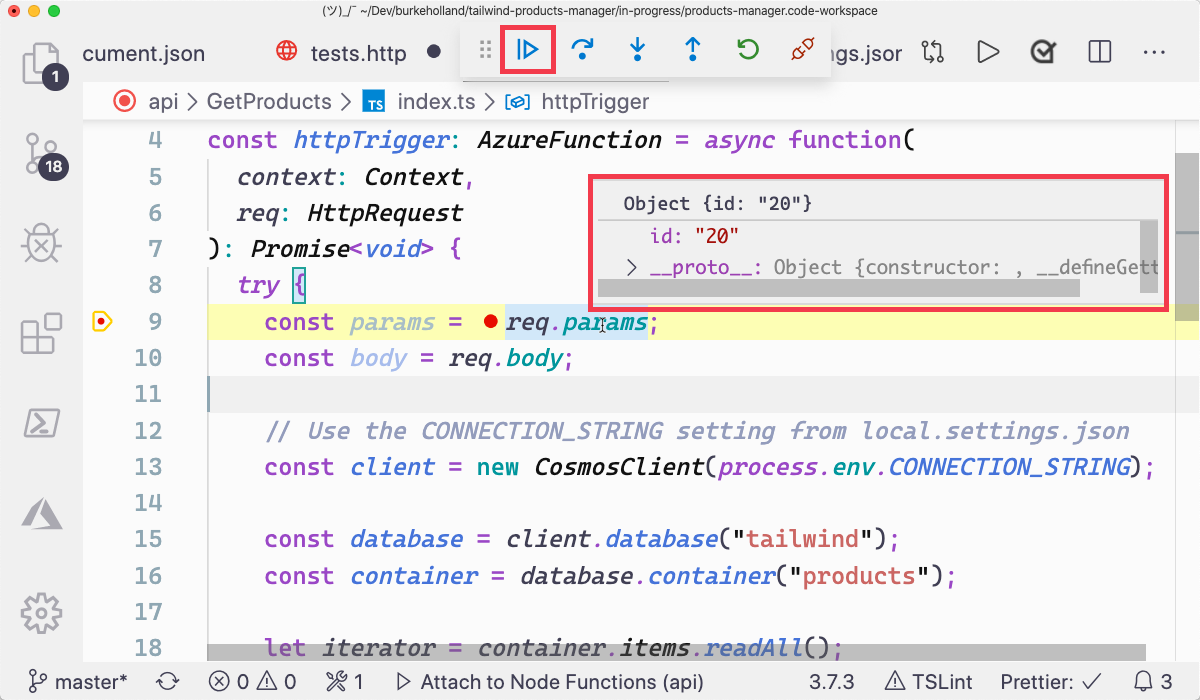 (ツ)_/¯ ~/Dev/burkeholland/tailwind-products-manager/in-progress/products-manager.code-workspace
cument.json tests.http ngs.jsor
api > GetProducts > TS index.ts > httpTrigger
1
18
4 const httpTrigger: AzureFunction = async function(
5 context: Context,
6 req: HttpRequest
7 ): Promise<void> {
8 try {
9 const params = req.params;
10 const body = req.body;
11
12 // Use the CONNECTION_STRING setting from local.settings.json
13 const client = new CosmosClient(process.env.CONNECTION_STRING);
14
15 const database = client.database("tailwind");
16 const container = database.container("products");
17
18 let iterator = container.items.readAll();
Object {id: "20"}
id: "20"
> __proto__: Object {constructor: , __defineGett
master* 0 0 1 Attach to Node Functions (api) 3.7.3 TSLint Prettier: ✓ 3